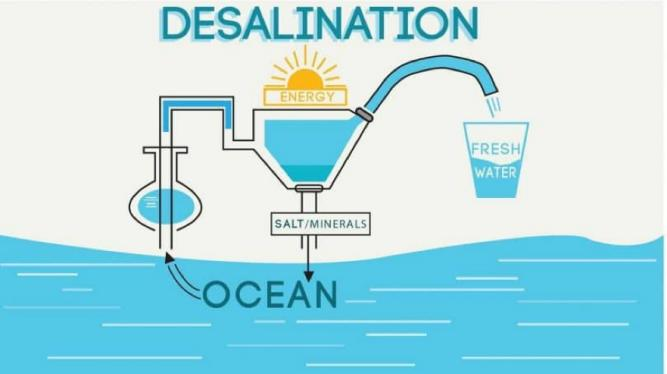 DESALINATION
ENERGY
FRESH
WATER
SALT/MINERALS
OCEAN